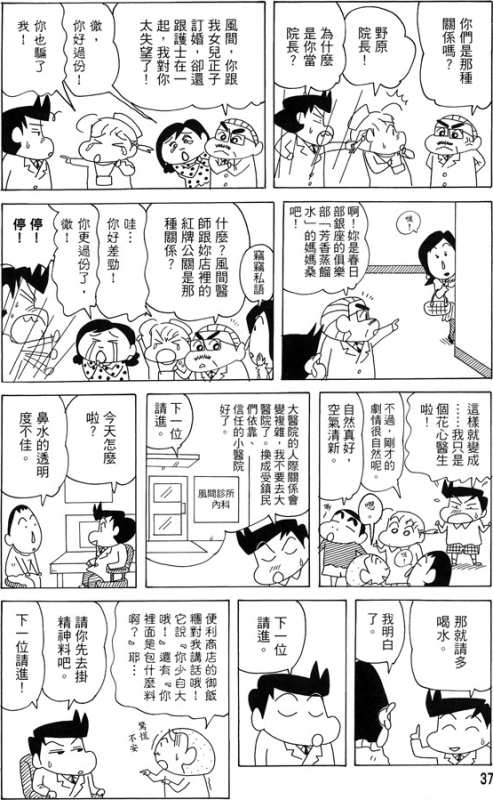 你們是那種
關係嗎？
野原
院長！
為什麼
是你當
院長？
風間，你跟
我女兒正子
訂婚，卻還
跟護士在一
起，我對你
太失望了！
徹，
你好過份！
你也騙了
我！
啊！妳是春日
部銀座的俱樂
部「芳香蒸餾
水」的媽媽桑
吧！
竊竊私語
什麼？風間醫
師跟妳店裡的
紅牌公關是那
種關係？
哇…
你好差勁！
你更過份了，
徹！
停！
停！
這樣就變成
……我只是
個花心醫生
啦！
不過，剛才的
劇情很自然呢。
嗯。
自然真好，
空氣清新。
大醫院的人際關係會
變複雜，我不要去大
醫院了。換成受鎮民
們依靠、
信任的小醫院
好了。
風間診所
內科
下一位
請進。
今天怎麼
啦？
鼻水的透明
度不佳。
那就請多
喝水。
我明白
了。
下一位
請進。
便利商店的御飯
糰對我講話哦！
它說『你少自大
哦！』還有『你
裡面是包什麼料
啊？』耶…
驚慌
不安
請你先去掛
精神科吧。
下一位請進！
37